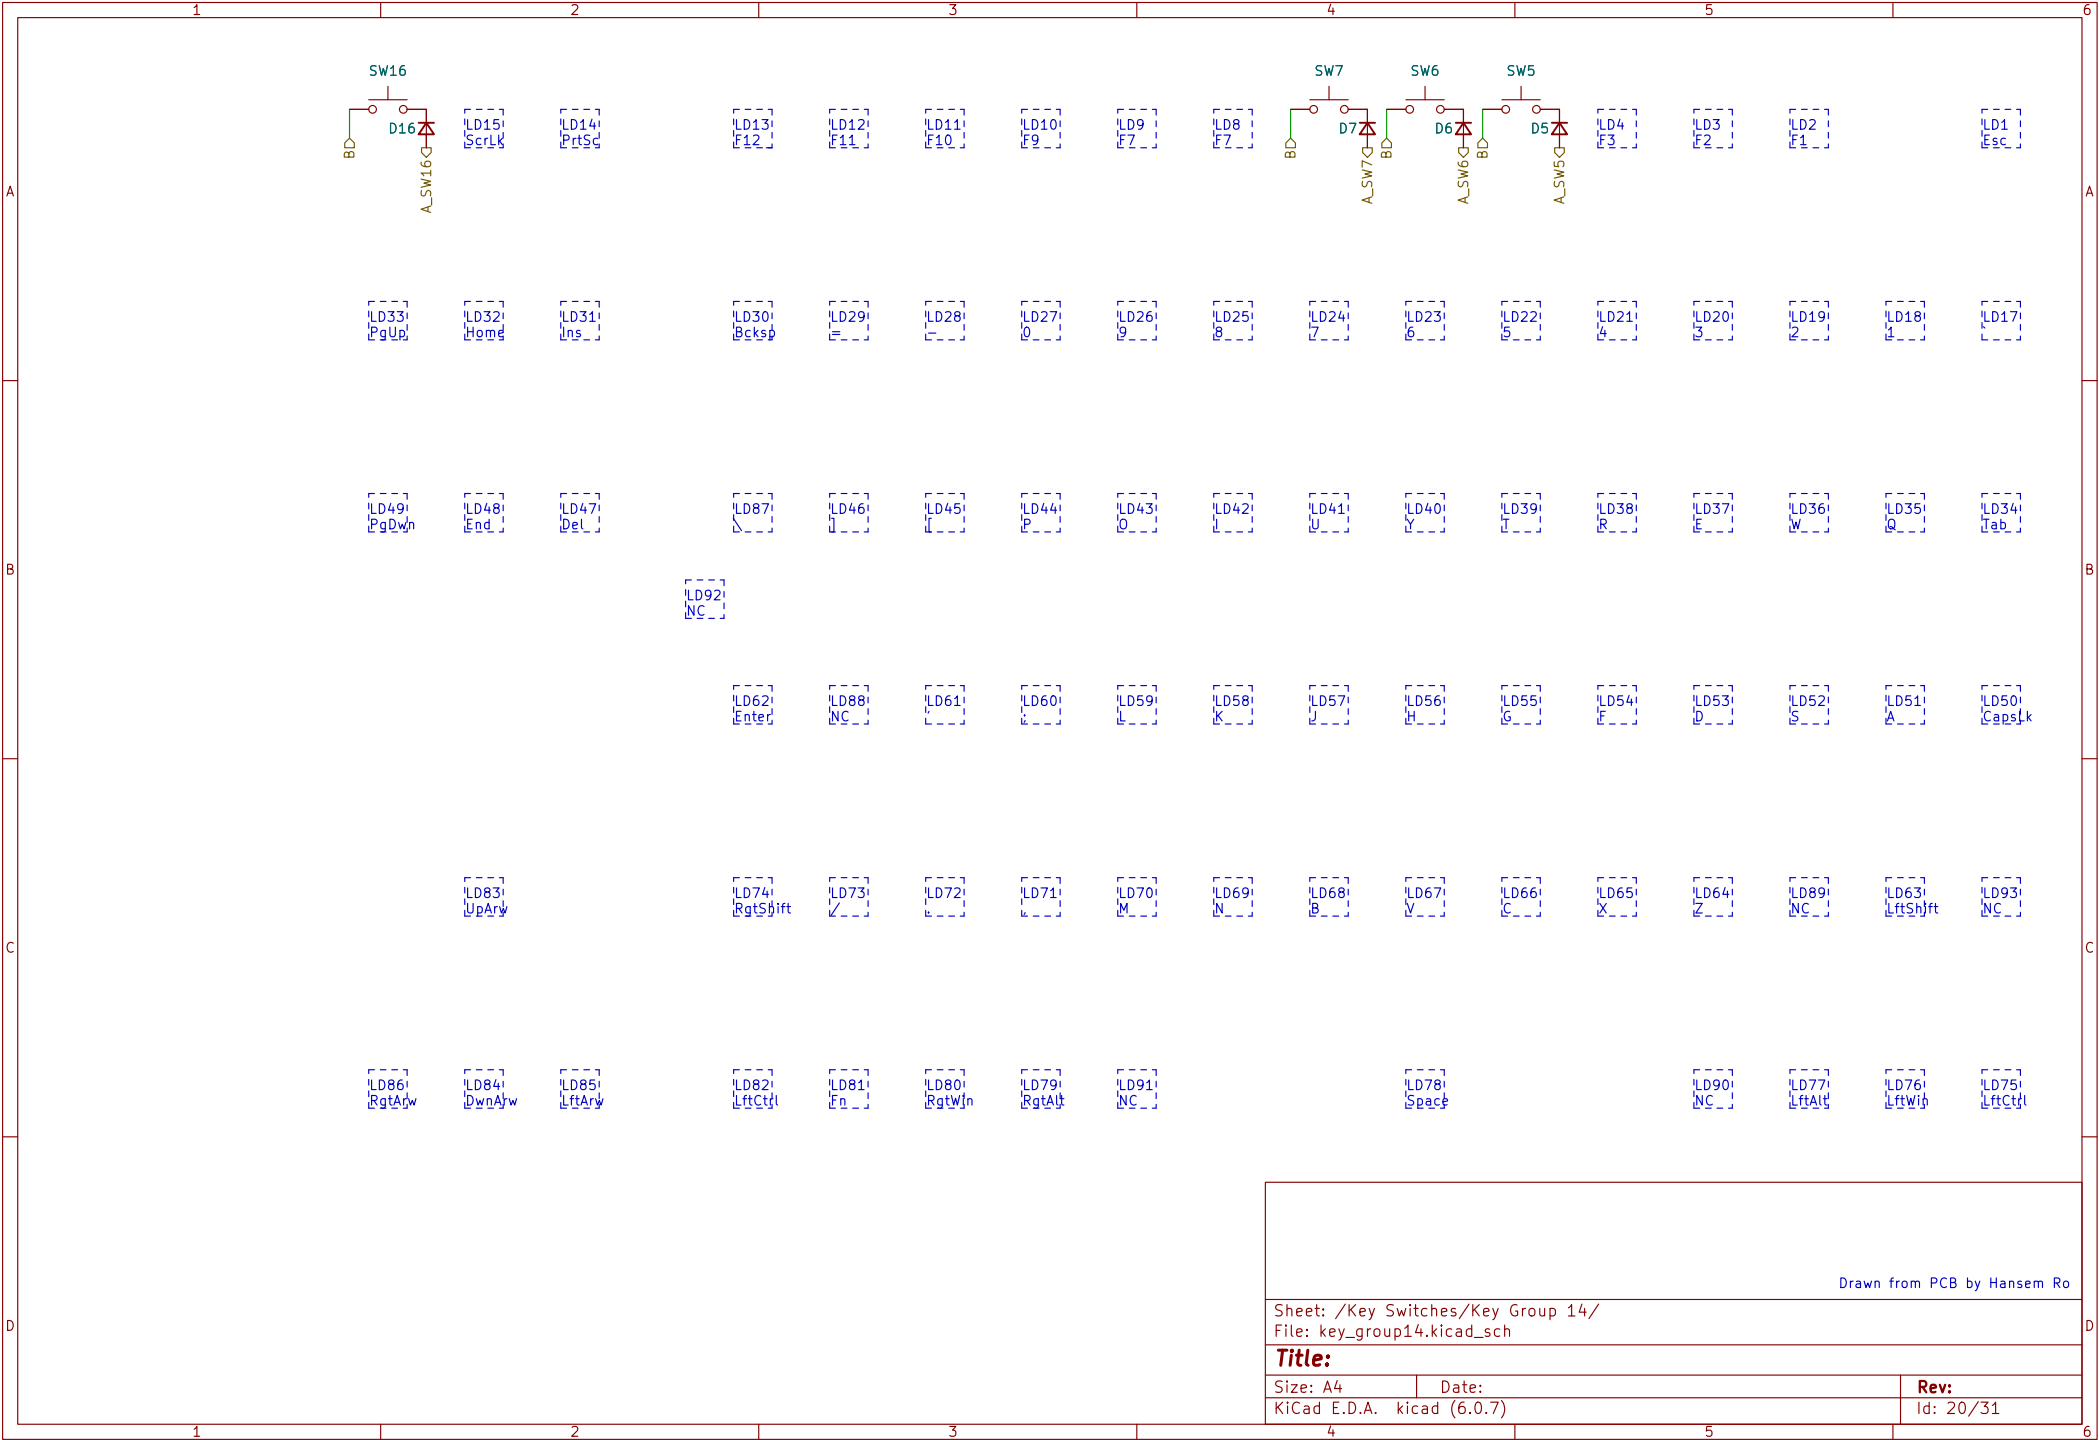 1 2 3 4 5 6
SW16 SW7 SW6 SW5
D16 LD15 LD14 LD13 LD12 LD11 LD10 LD9 LD8 D7 D6 D5 LD4 LD3 LD2 LD1
ScrLk PrtSc F12 F11 F10 F9 F7 F7 F3 F2 F1 Esc
B A_SW16 B A_SW7 B A_SW6 B A_SW5
A A
LD33 LD32 LD31 LD30 LD29 LD28 LD27 LD26 LD25 LD24 LD23 LD22 LD21 LD20 LD19 LD18 LD17
PgUp Home Ins Bcksp = - 0 9 8 7 6 5 4 3 2 1 `
LD49 LD48 LD47 LD87 LD46 LD45 LD44 LD43 LD42 LD41 LD40 LD39 LD38 LD37 LD36 LD35 LD34
PgDwn End Del \ ] [ P O I U Y T R E W Q Tab
B B
LD92
NC
LD62 LD88 LD61 LD60 LD59 LD58 LD57 LD56 LD55 LD54 LD53 LD52 LD51 LD50
Enter NC ' ; L K J H G F D S A CapsLk
LD83 LD74 LD73 LD72 LD71 LD70 LD69 LD68 LD67 LD66 LD65 LD64 LD89 LD63 LD93
UpArw RgtShift / . , M N B V C X Z NC LftShift NC
C C
LD86 LD84 LD85 LD82 LD81 LD80 LD79 LD91 LD78 LD90 LD77 LD76 LD75
RgtArw DwnArw LftArw LftCtrl Fn RgtWin RgtAlt NC Space NC LftAlt LftWin LftCtrl
Drawn from PCB by Hansem Ro
Sheet: /Key Switches/Key Group 14/
File: key_group14.kicad_sch
D D
Title:
Size: A4 Date: Rev:
KiCad E.D.A. kicad (6.0.7) Id: 20/31
1 2 3 4 5 6